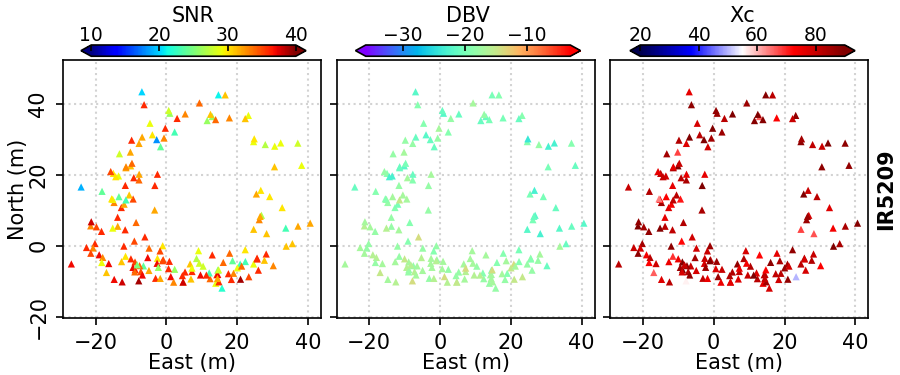 SNR
DBV
Xc
10 20 30 40
−30 −20 −10
20 40 60 80
North (m)
40
20
0
−20
IR5209
−20 0 20 40
−20 0 20 40
−20 0 20 40
East (m)
East (m)
East (m)